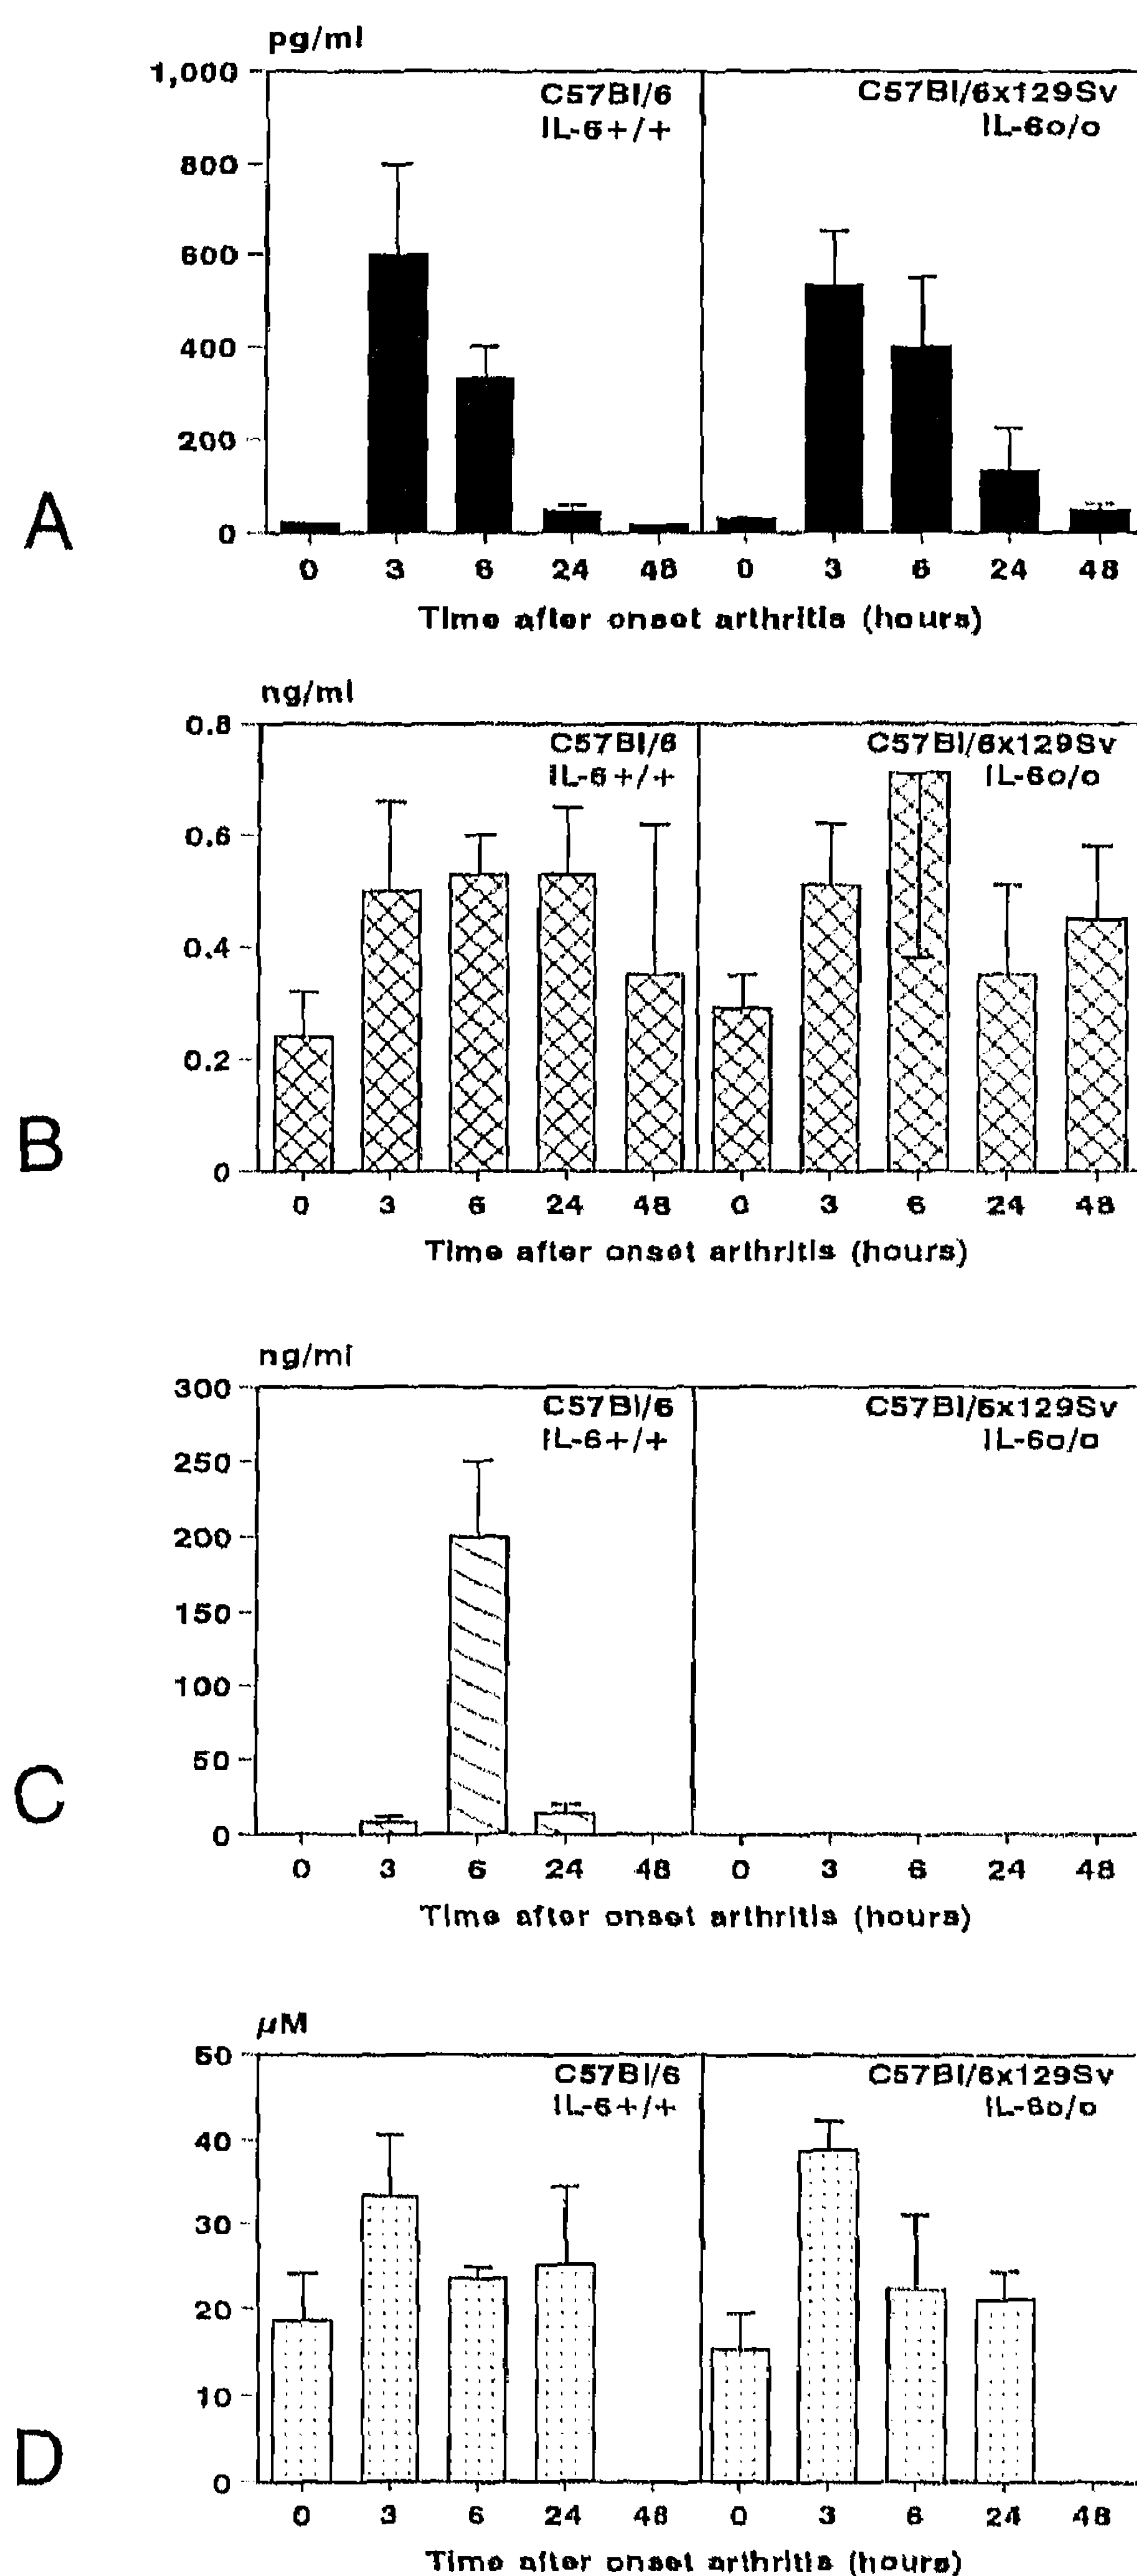 pg/ml
1,000
C57Bl/6
C57Bl/6x129Sv
IL-6+/+
IL-6o/o
800
600
400
200
A
0
0 3 6 24 48 0 3 6 24 48
Time after onset arthritis (hours)
ng/ml
0.8
C57Bl/6
C57Bl/6x129Sv
IL-6+/+
IL-6o/o
0.6
0.4
0.2
B
0
0 3 6 24 48 0 3 6 24 48
Time after onset arthritis (hours)
ng/ml
300
C57Bl/6
C57Bl/6x129Sv
IL-6+/+
IL-6o/o
250
200
150
100
50
C
0
0 3 6 24 48 0 3 6 24 48
Time after onset arthritis (hours)
µM
50
C57Bl/6
C57Bl/6x129Sv
IL-6+/+
IL-6o/o
40
30
20
10
D
0
0 3 6 24 48 0 3 6 24 48
Time after onset arthritis (hours)